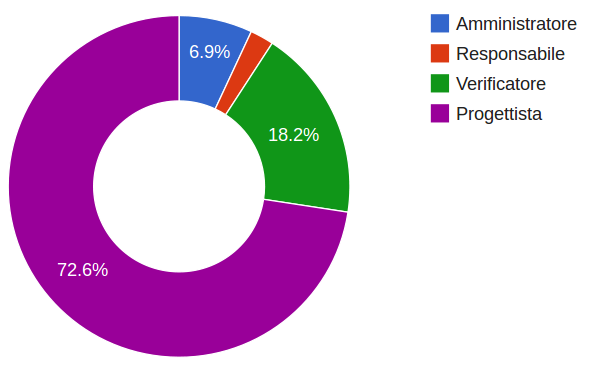 Amministratore
Responsabile
Verificatore
Progettista
6.9%
18.2%
72.6%